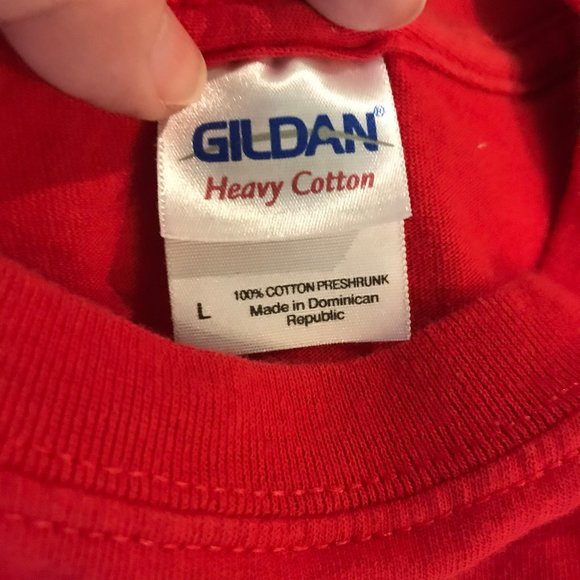 GILDAN®
Heavy Cotton
100% COTTON PRESHRUNK
L Made in Dominican
Republic